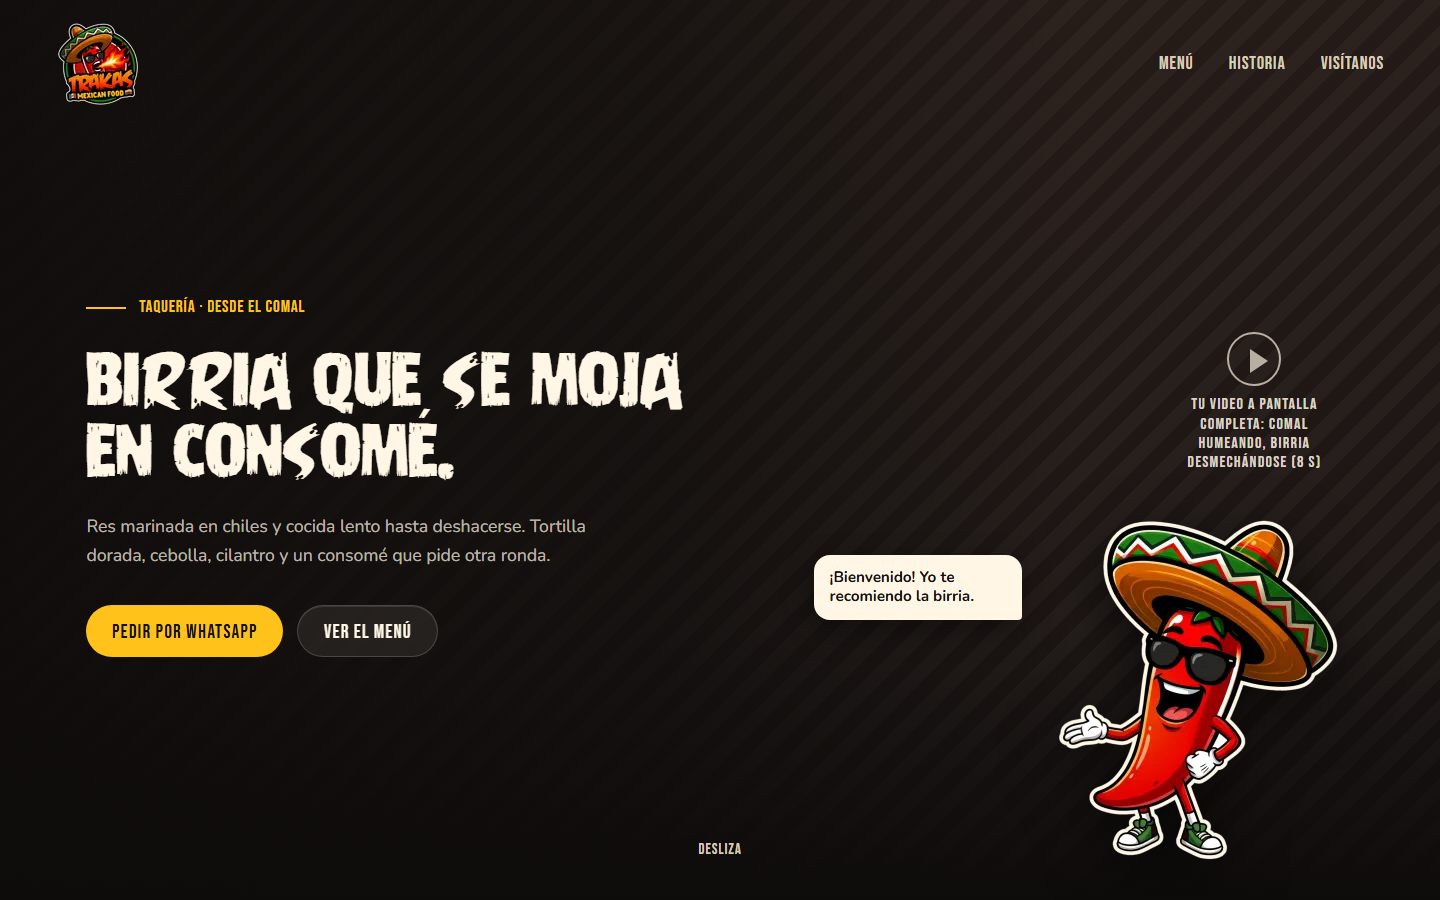 TRAKAS
MEXICAN FOOD
MENÚ
HISTORIA
VISÍTANOS
TAQUERÍA · DESDE EL COMAL
BIRRIA QUE SE MOJA
EN CONSOMÉ.
Res marinada en chiles y cocida lento hasta deshacerse. Tortilla
dorada, cebolla, cilantro y un consomé que pide otra ronda.
PEDIR POR WHATSAPP
VER EL MENÚ
TU VIDEO A PANTALLA
COMPLETA: COMAL
HUMEANDO, BIRRIA
DESMECHÁNDOSE (8 S)
¡Bienvenido! Yo te
recomiendo la birria.
DESLIZA